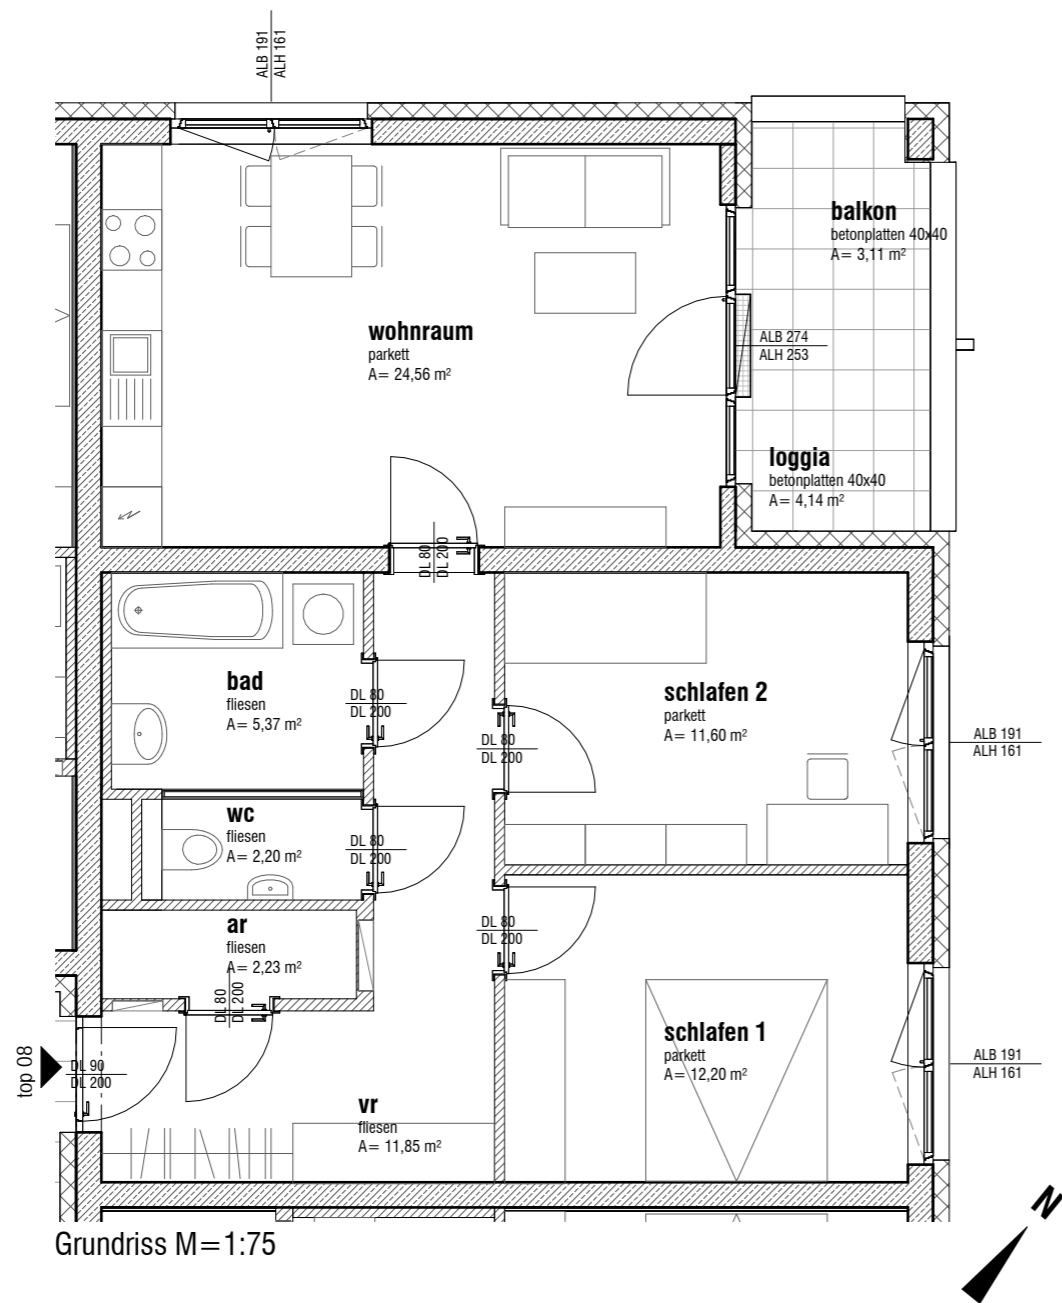 ALB 191
ALH 161
balkon
betonplatten 40x40
A= 3,11 m²
wohnraum
parkett
A= 24,56 m²
ALB 274
ALH 253
loggia
betonplatten 40x40
A= 4,14 m²
DL 80
DL 200
bad
fliesen
A= 5,37 m²
DL 80
DL 200
schlafen 2
parkett
A= 11,60 m²
DL 80
DL 200
ALB 191
ALH 161
wc
fliesen
A= 2,20 m²
DL 80
DL 200
ar
fliesen
A= 2,23 m²
DL 80
DL 200
DL 80
DL 200
schlafen 1
parkett
A= 12,20 m²
ALB 191
ALH 161
top 08
DL 90
DL 200
vr
fliesen
A= 11,85 m²
N
Grundriss M=1:75